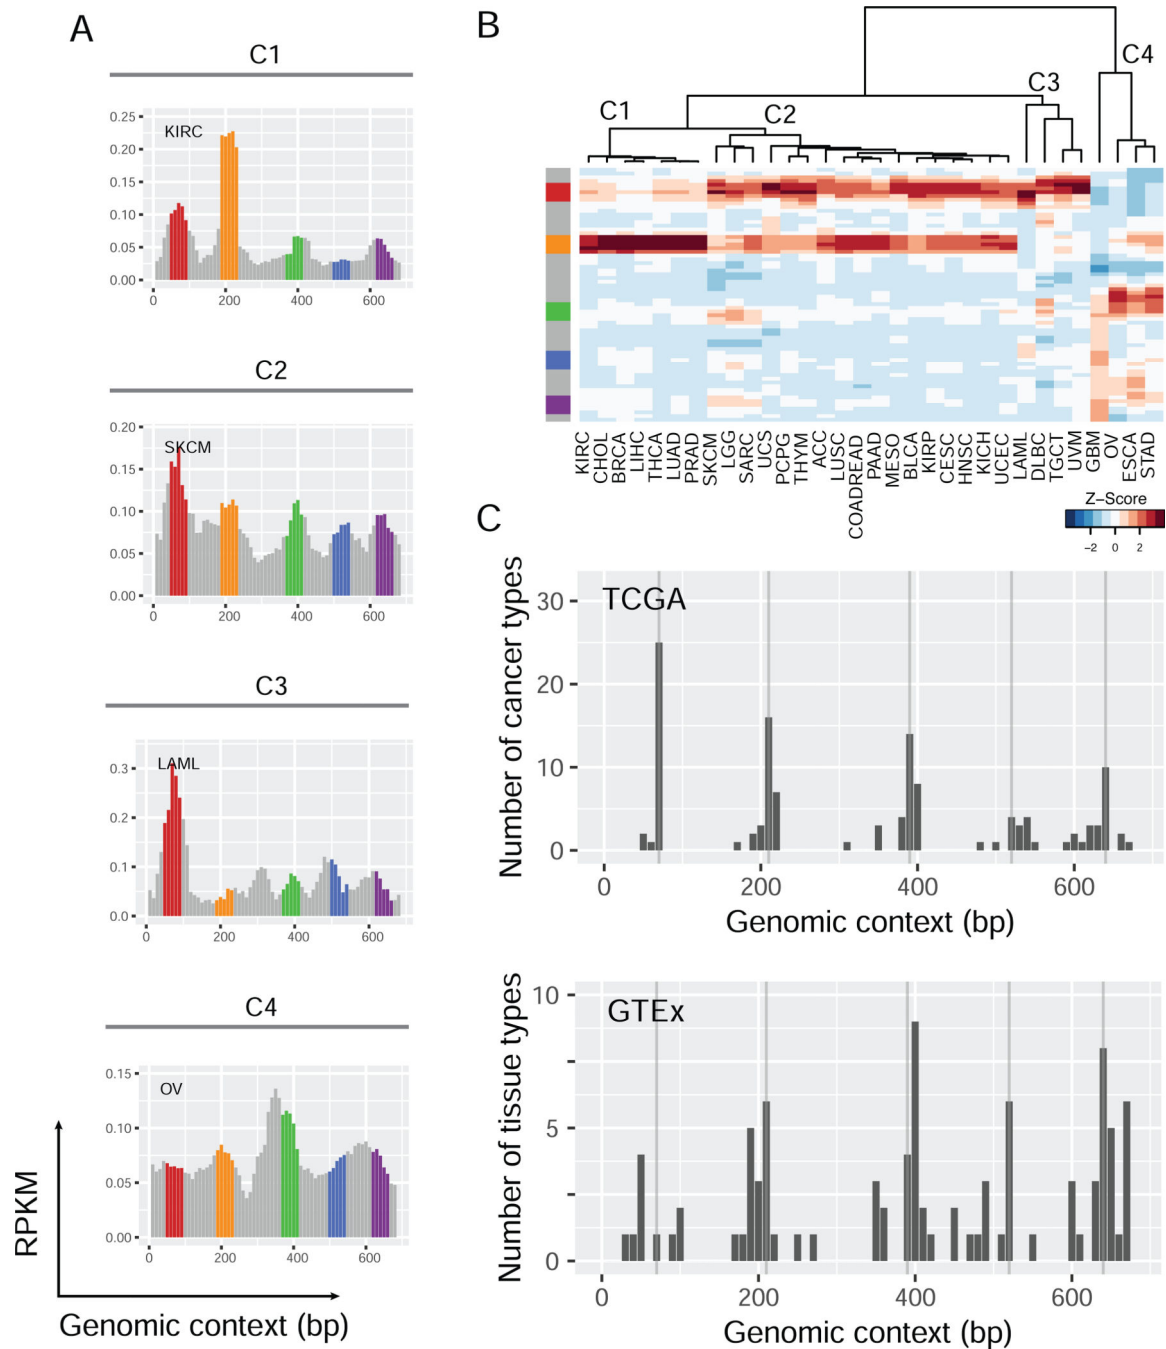 A
C1
0.25
0.20
0.15
0.10
0.05
0.00
KIRC
0 200 400 600
C2
0.20
0.15
0.10
0.05
0.00
SKCM
0 200 400 600
C3
0.3
0.2
0.1
0.0
LAML
0 200 400 600
C4
0.15
0.10
0.05
0.00
OV
0 200 400 600
RPKM
Genomic context (bp)
B
C1
C2
C3
C4
KIRC
CHOL
BRCA
LIHC
THCA
LUAD
PRAD
SKCM
LGG
SARC
UCS
PCPG
THYM
ACC
LUSC
COADREAD
PAAD
MESO
BLCA
KIRP
CESC
HNSC
KICH
UCEC
LAML
DLBC
TGCT
UVM
GBM
OV
ESCA
STAD
Z−Score
−2 0 2
C
TCGA
Number of cancer types
30
20
10
0
0 200 400 600
Genomic context (bp)
GTEx
Number of tissue types
10
5
0
0 200 400 600
Genomic context (bp)